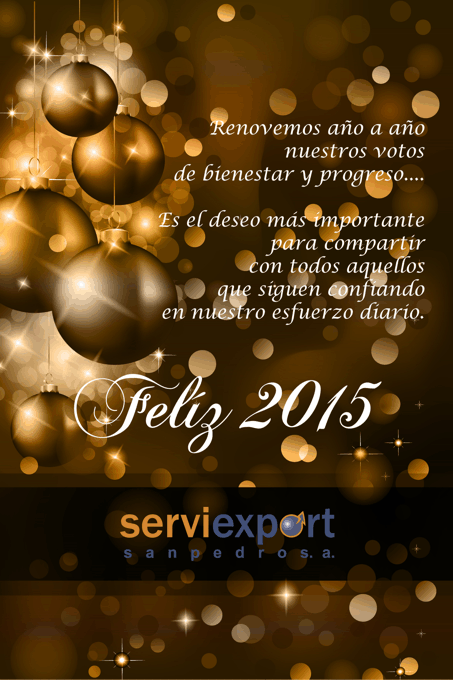 Renovemos año a año
nuestros votos
de bienestar y progreso....
Es el deseo más importante
para compartir
con todos aquellos
que siguen confiando
en nuestro esfuerzo diario.
Feliz 2015
serviexport
sanpedro s.a.